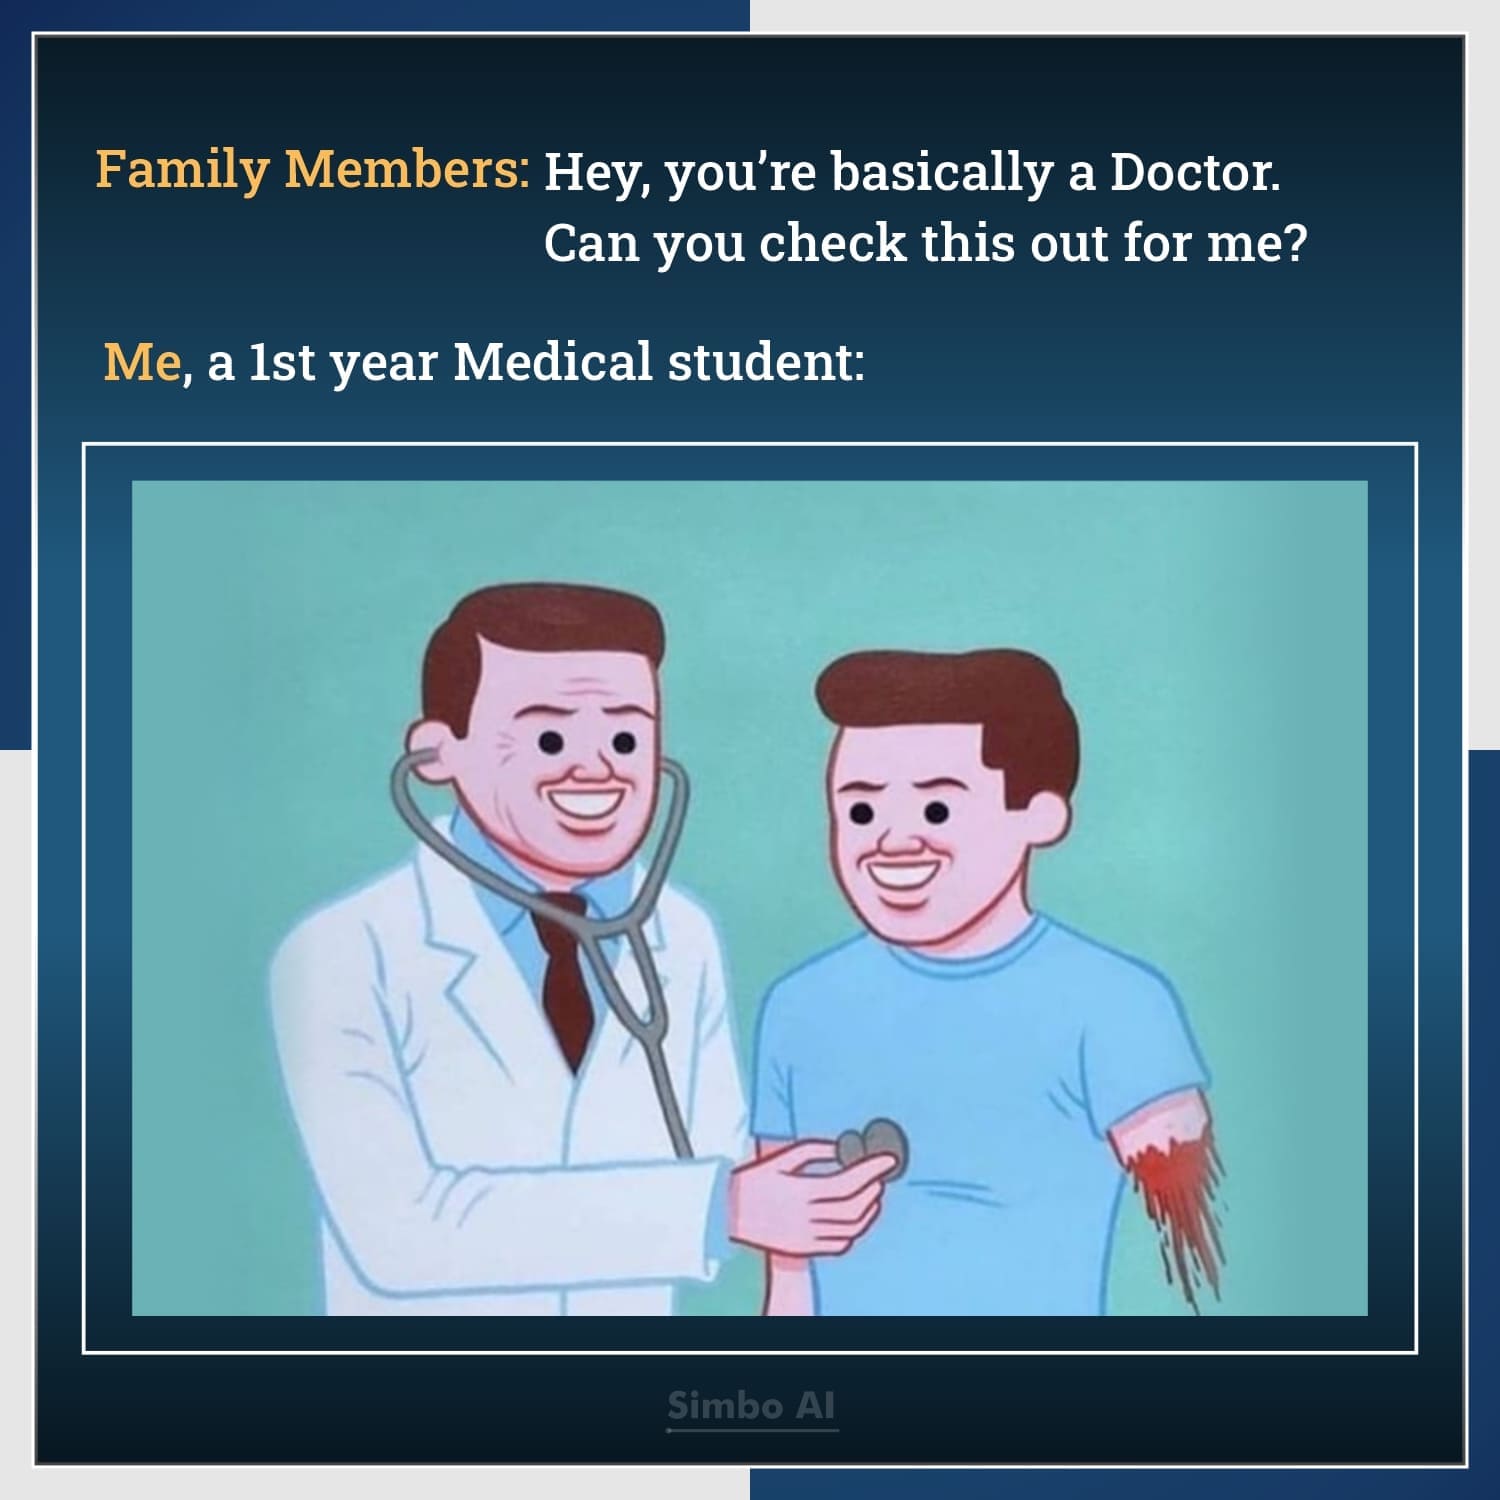 Family Members: Hey, you’re basically a Doctor.
Can you check this out for me?
Me, a 1st year Medical student:
Simbo AI